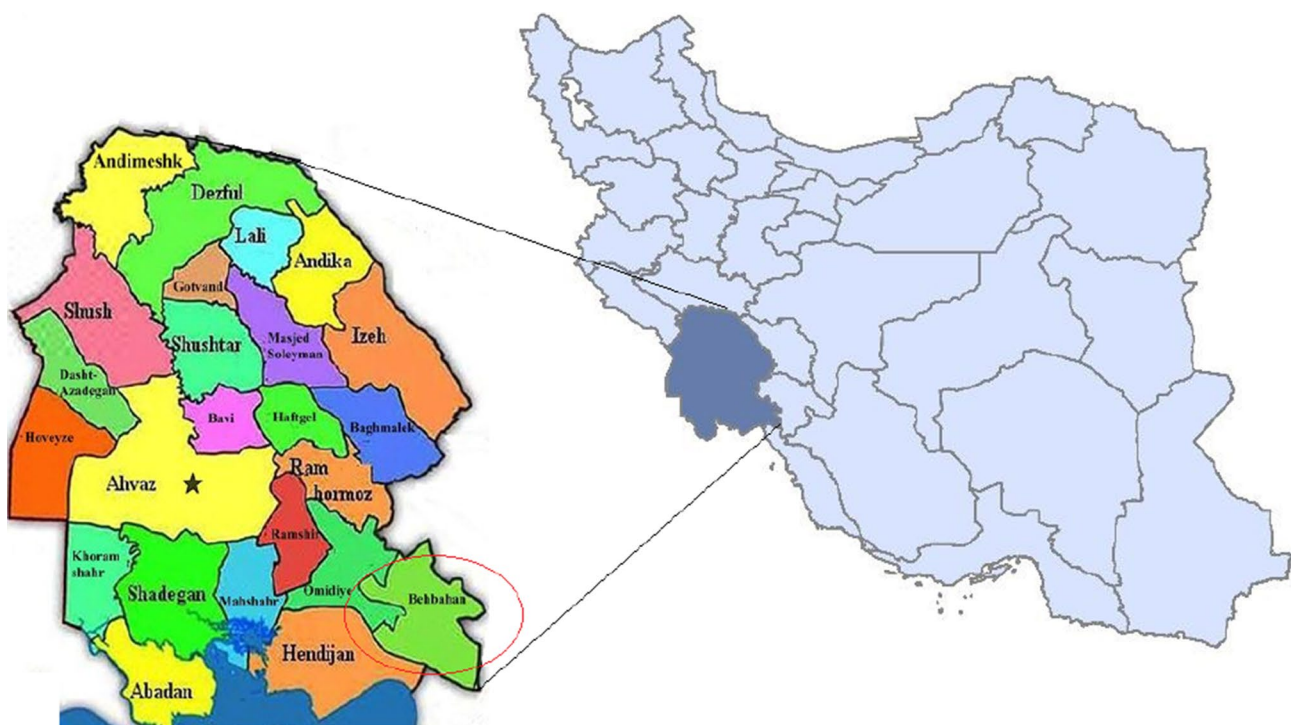 Andimeshk
Dezful
Lali
Andika
Gotvand
Shush
Shushtar
Masjed
Soleyman
Izeh
Dasht-
Azadegan
Hoveyze
Bavi
Haftgel
Baghmalek
Ahvaz
Ram
hormoz
Ramshir
Khoram
shahr
Shadegan
Mahshahr
Omidiye
Behbahan
Hendijan
Abadan